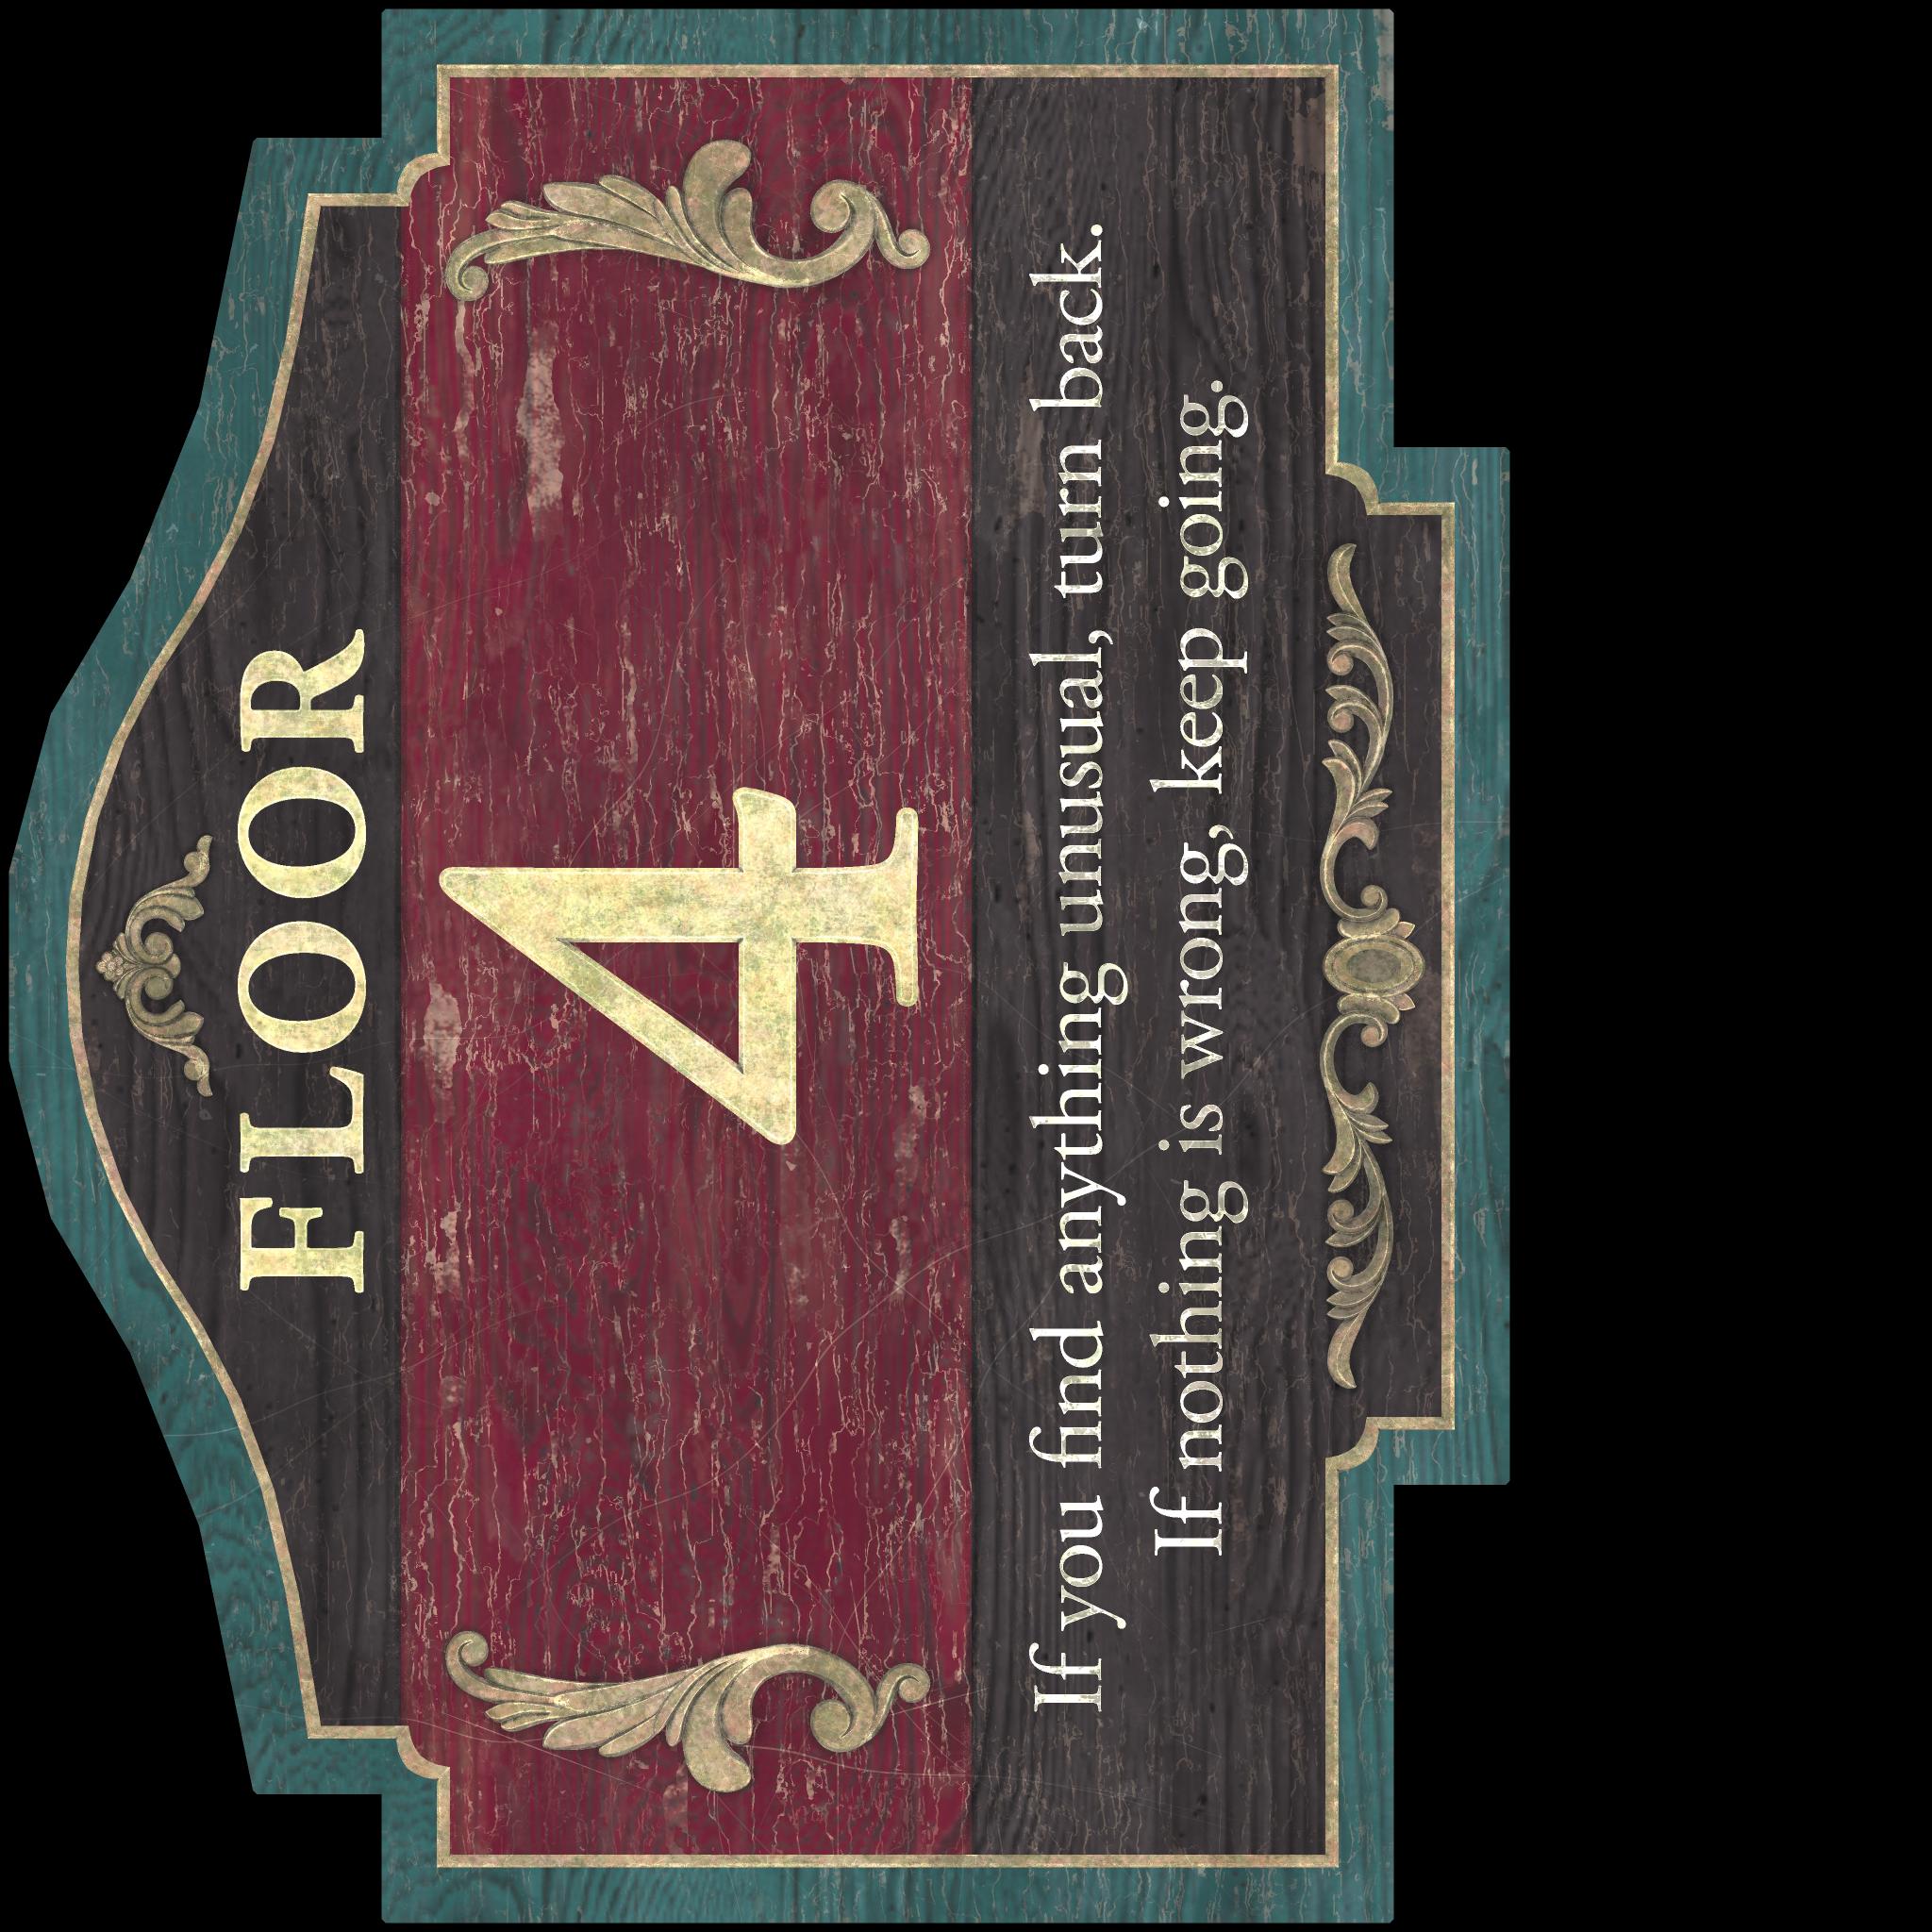 FLOOR
4
If you find anything unusual, turn back.
If nothing is wrong, keep going.